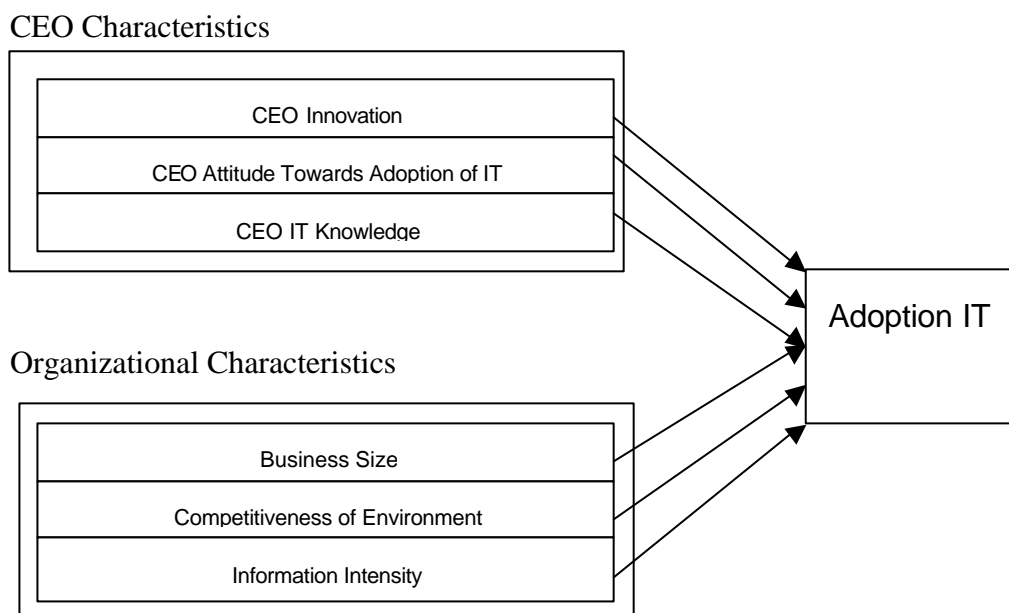 CEO Characteristics
CEO Innovation
CEO Attitude Towards Adoption of IT
CEO IT Knowledge
Adoption IT
Organizational Characteristics
Business Size
Competitiveness of Environment
Information Intensity